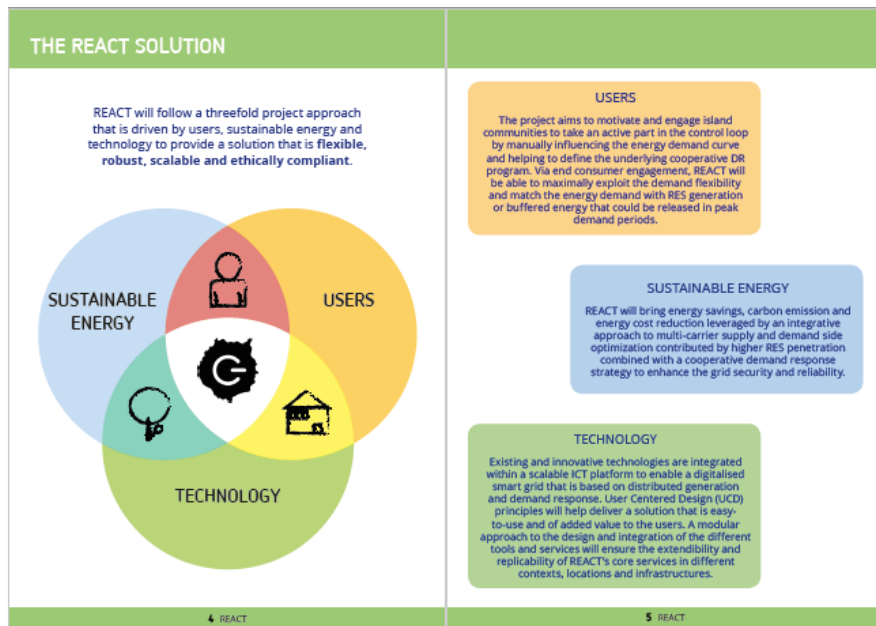 THE REACT SOLUTION
REACT will follow a threefold project approach
that is driven by users, sustainable energy and
technology to provide a solution that is flexible,
robust, scalable and ethically compliant.
SUSTAINABLE
ENERGY
USERS
TECHNOLOGY
4 REACT
USERS
The project aims to motivate and engage island
communities to take an active part in the control loop
by manually influencing the energy demand curve
and helping to define the underlying cooperative DR
program. Via end consumer engagement, REACT will
be able to maximally exploit the demand flexibility
and match the energy demand with RES generation
or buffered energy that could be released in peak
demand periods.
SUSTAINABLE ENERGY
REACT will bring energy savings, carbon emission and
energy cost reduction leveraged by an integrative
approach to multi-carrier supply and demand side
optimization contributed by higher RES penetration
combined with a cooperative demand response
strategy to enhance the grid security and reliability.
TECHNOLOGY
Existing and innovative technologies are integrated
within a scalable ICT platform to enable a digitalised
smart grid that is based on distributed generation
and demand response. User Centered Design (UCD)
principles will help deliver a solution that is easy-
to-use and of added value to the users. A modular
approach to the design and integration of the different
tools and services will ensure the extendibility and
replicability of REACT's core services in different
contexts, locations and infrastructures.
5 REACT